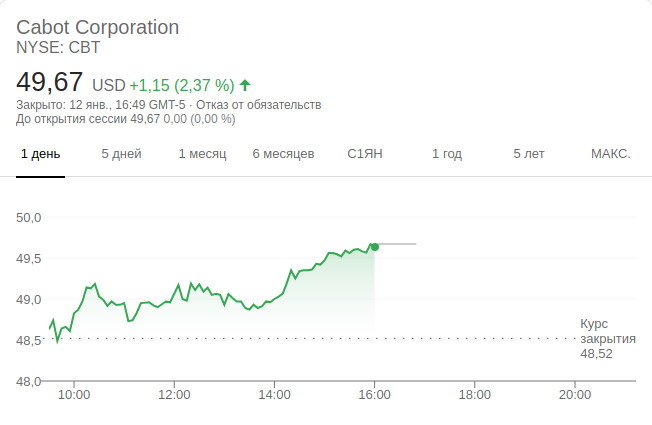 Cabot Corporation
NYSE: CBT
49,67 USD +1,15 (2,37 %)
Закрыто: 12 янв., 16:49 GMT-5 · Отказ от обязательств
До открытия сессии 49,67 0,00 (0,00 %)
1 день 5 дней 1 месяц 6 месяцев С1ЯН 1 год 5 лет МАКС.
50,0
49,5
49,0
48,5
48,0
Курс
закрытия
48,52
10:00 12:00 14:00 16:00 18:00 20:00